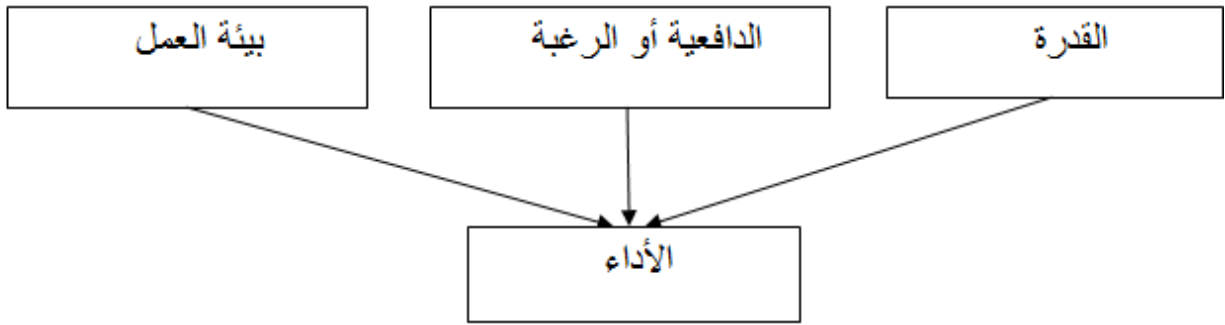 القدرة
الدافعية أو الرغبة
بيئة العمل
الأداء